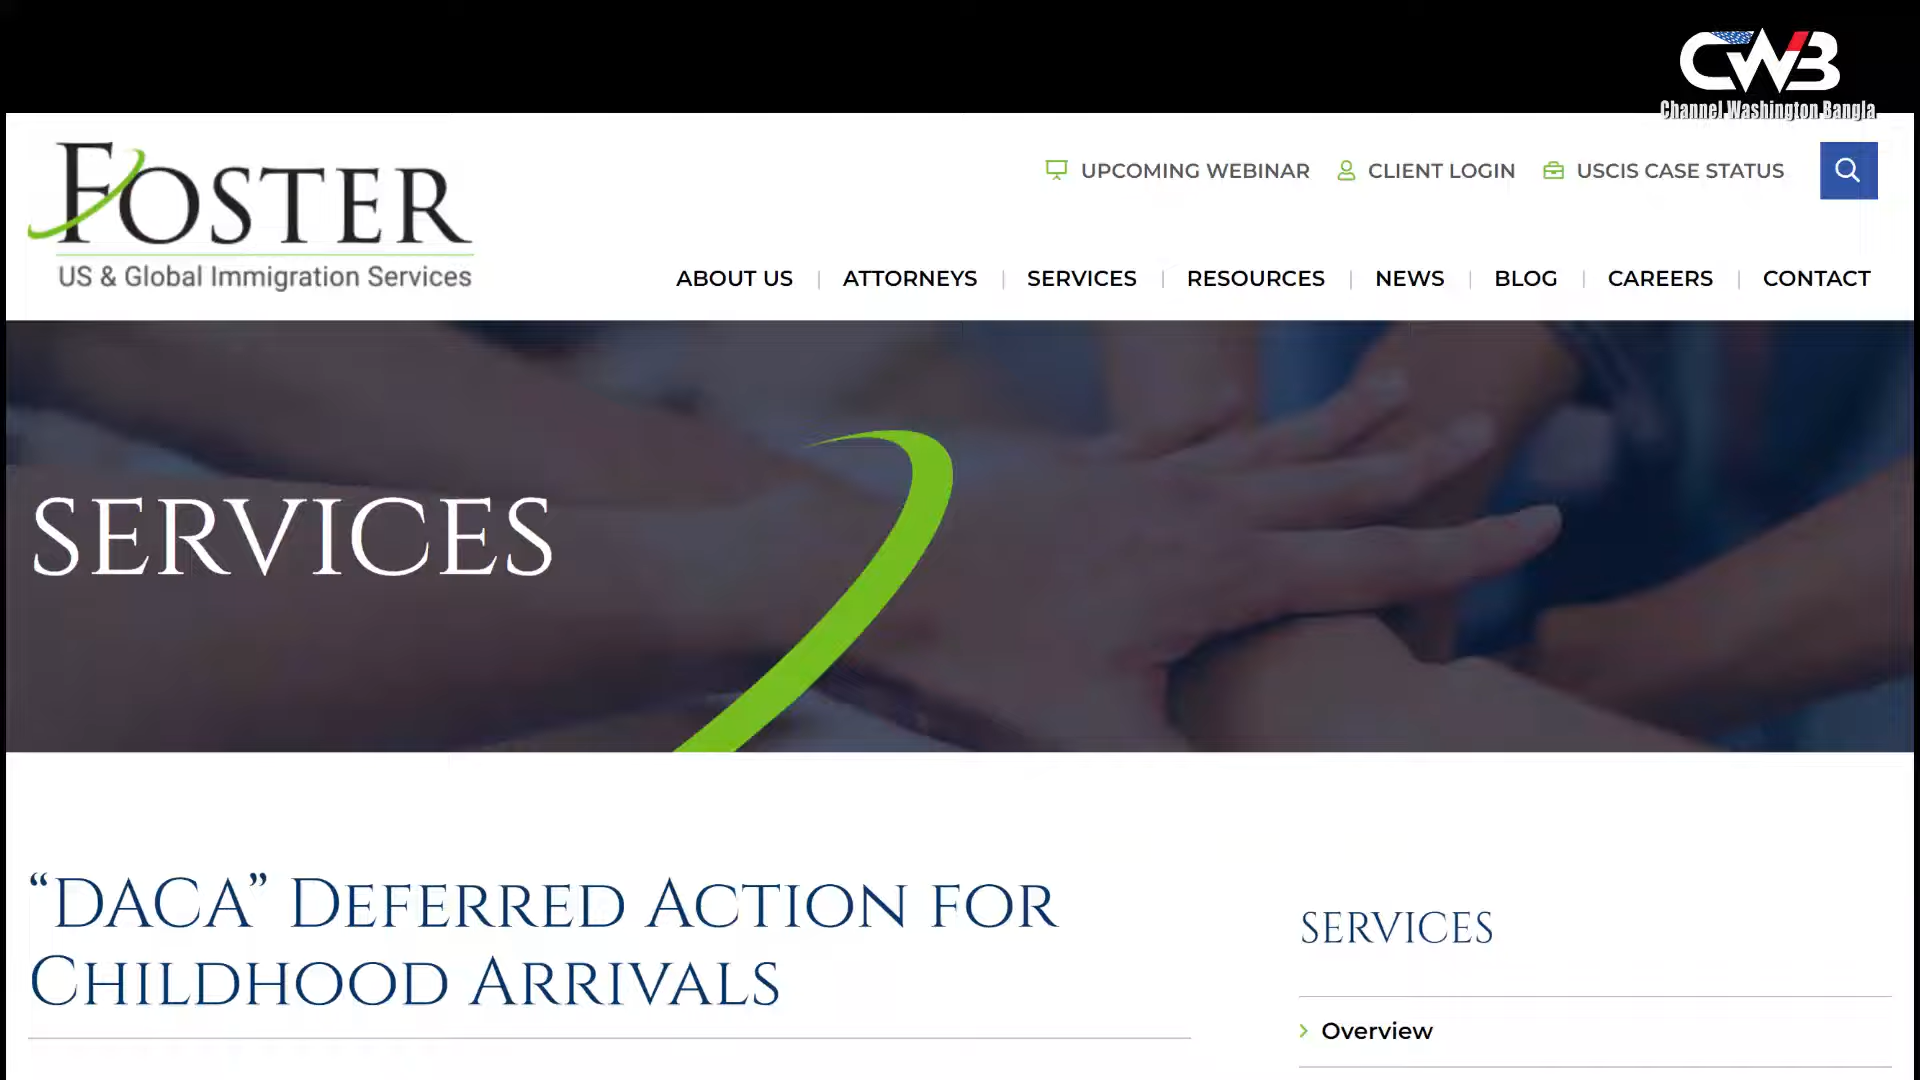 CWB
Channel Washington Bangla
FOSTER
US & Global Immigration Services
UPCOMING WEBINAR
CLIENT LOGIN
USCIS CASE STATUS
ABOUT US | ATTORNEYS | SERVICES | RESOURCES | NEWS | BLOG | CAREERS | CONTACT
SERVICES
“DACA” DEFERRED ACTION FOR
CHILDHOOD ARRIVALS
SERVICES
Overview